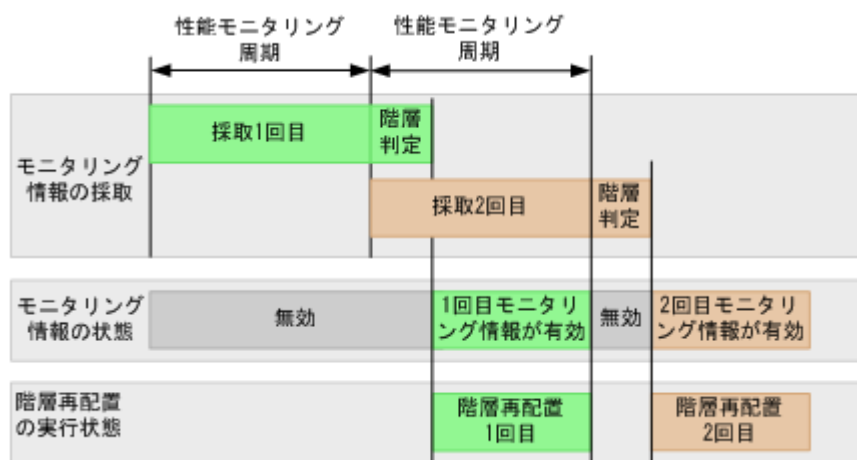 性能モニタリング
周期
性能モニタリング
周期
モニタリング
情報の採取
採取1回目
階層
判定
採取2回目
階層
判定
モニタリング
情報の状態
無効
1回目モニタリ
ング情報が有効
無効
2回目モニタリ
ング情報が有効
階層再配置
の実行状態
階層再配置
1回目
階層再配置
2回目